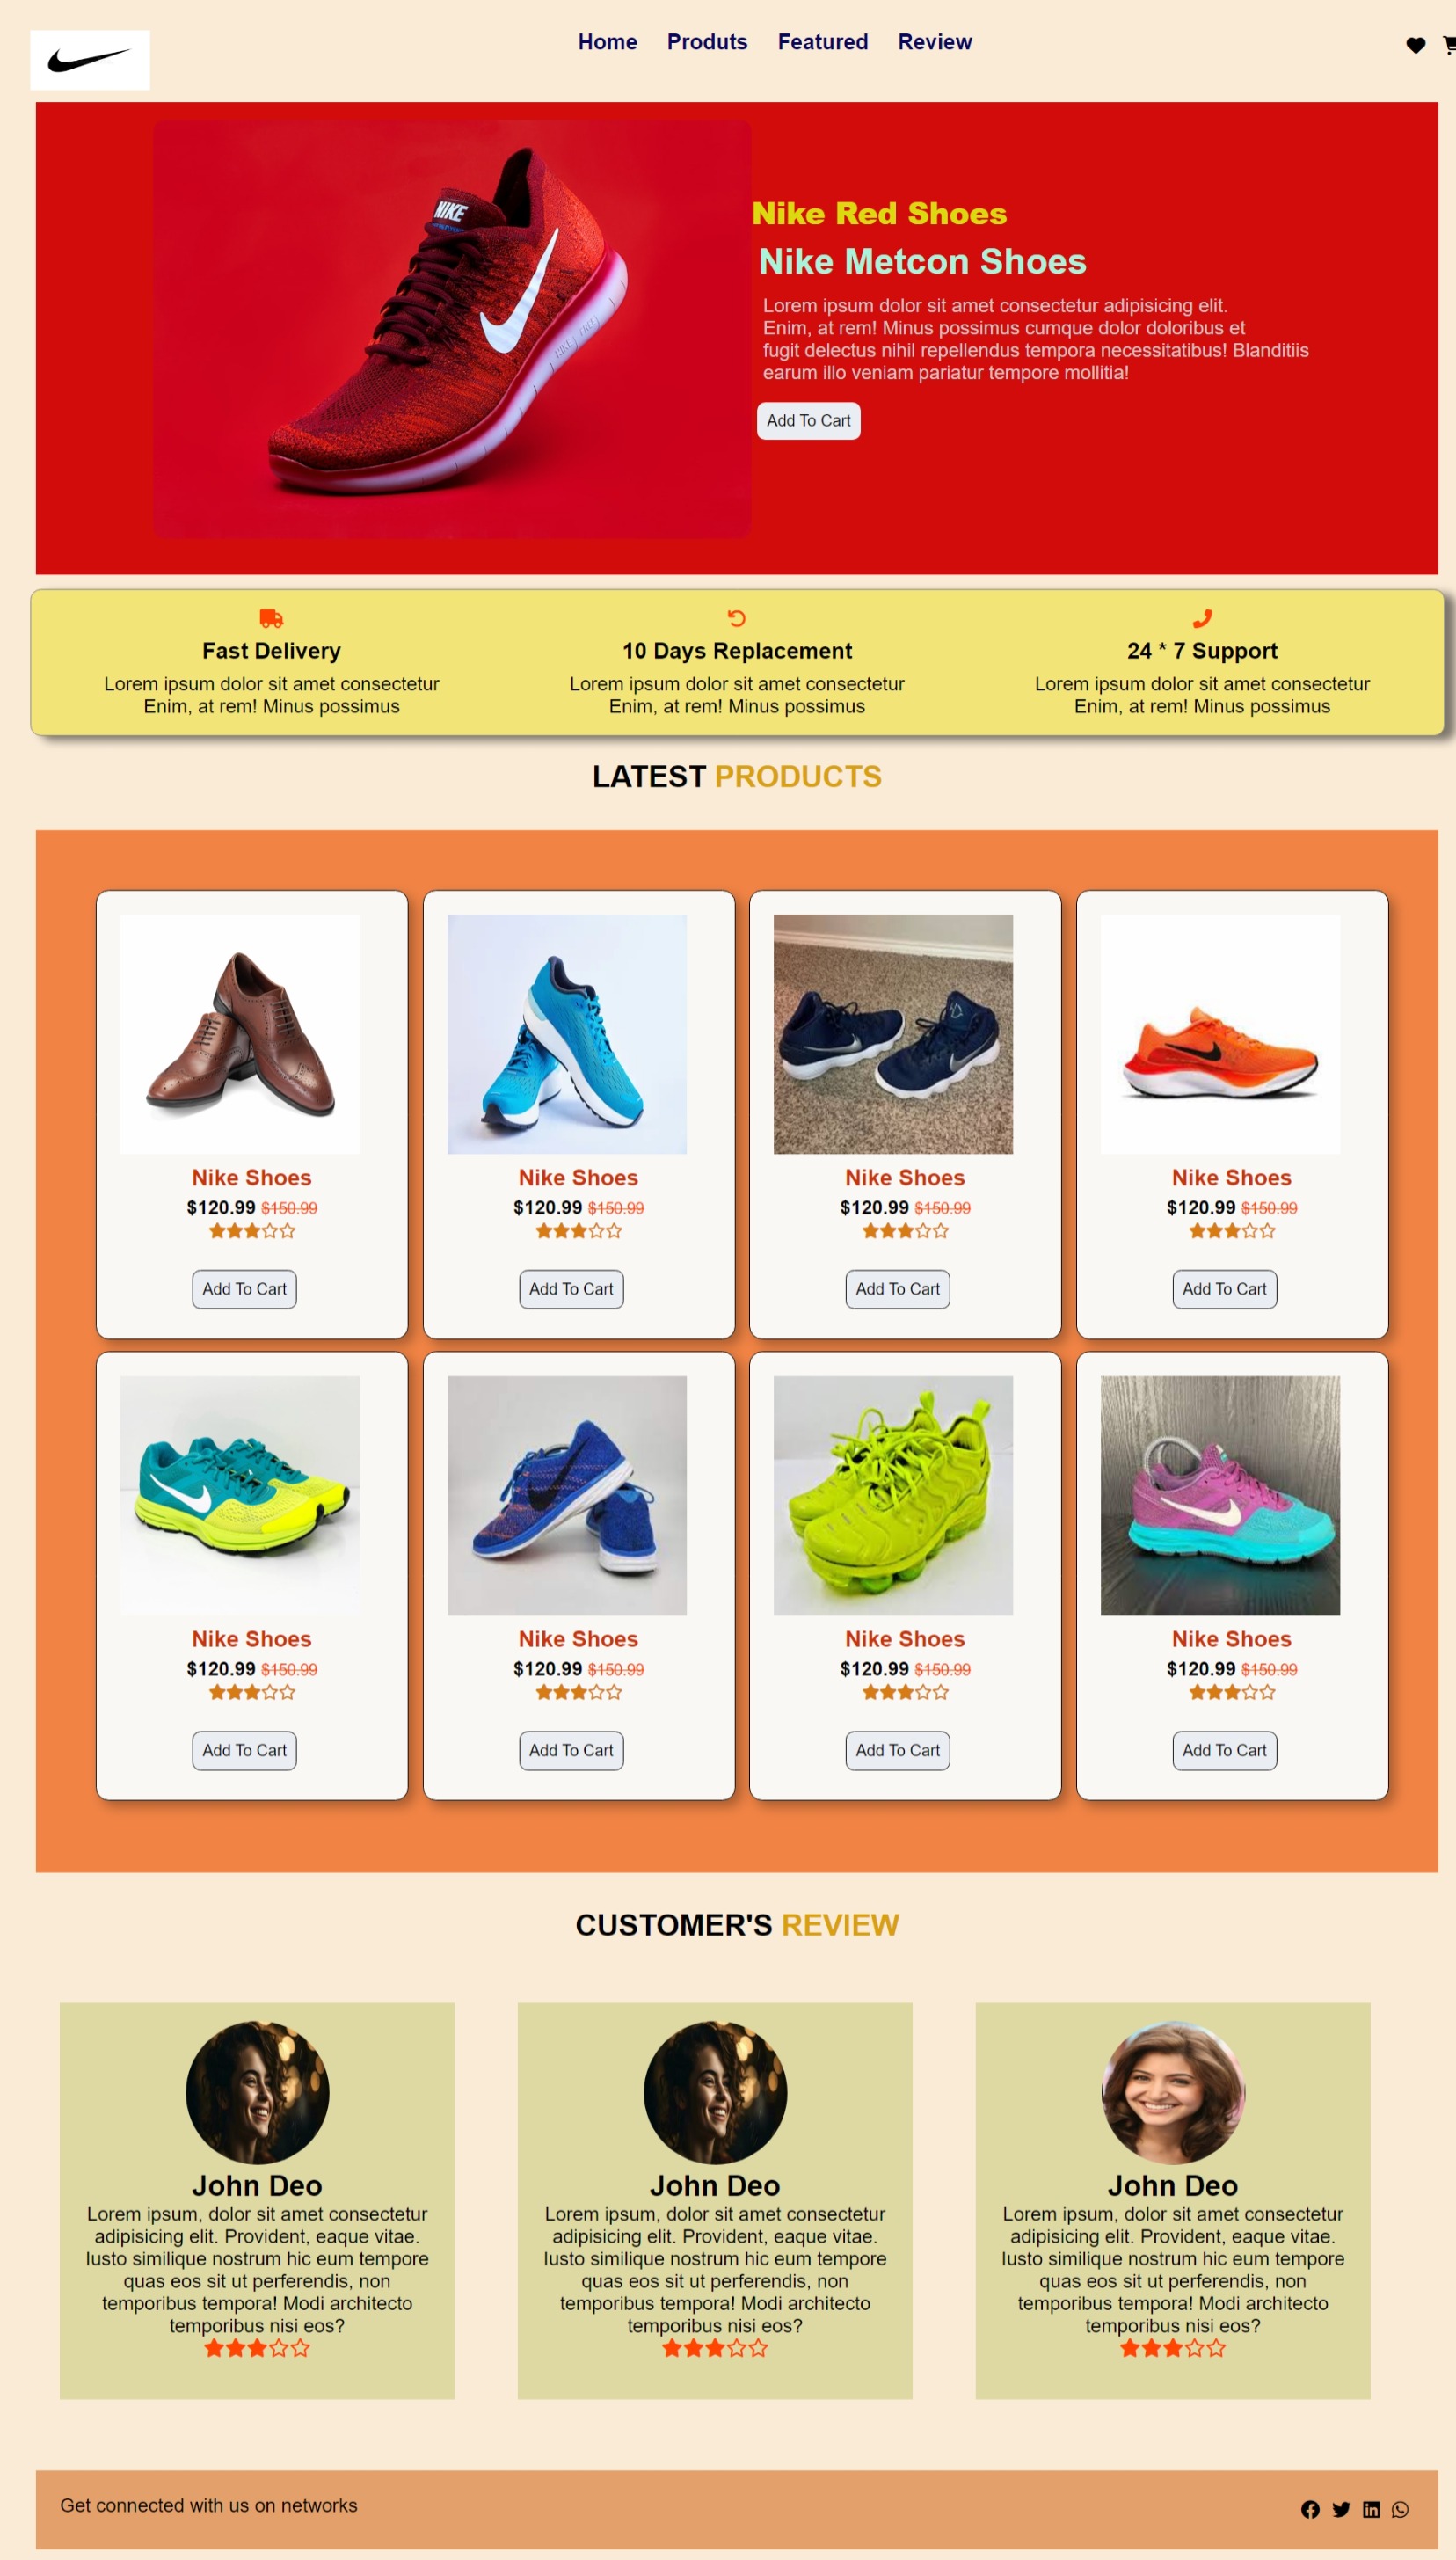 Home Produts Featured Review
NIKE
Nike Red Shoes
Nike Metcon Shoes
Lorem ipsum dolor sit amet consectetur adipisicing elit.
Enim, at rem! Minus possimus cumque dolor doloribus et
fugit delectus nihil repellendus tempora necessitatibus! Blanditiis
earum illo veniam pariatur tempore mollitia!
Add To Cart
Fast Delivery
Lorem ipsum dolor sit amet consectetur
Enim, at rem! Minus possimus
10 Days Replacement
Lorem ipsum dolor sit amet consectetur
Enim, at rem! Minus possimus
24 * 7 Support
Lorem ipsum dolor sit amet consectetur
Enim, at rem! Minus possimus
LATEST PRODUCTS
Nike Shoes
$120.99 $150.99
Add To Cart
Nike Shoes
$120.99 $150.99
Add To Cart
Nike Shoes
$120.99 $150.99
Add To Cart
Nike Shoes
$120.99 $150.99
Add To Cart
Nike Shoes
$120.99 $150.99
Add To Cart
Nike Shoes
$120.99 $150.99
Add To Cart
Nike Shoes
$120.99 $150.99
Add To Cart
Nike Shoes
$120.99 $150.99
Add To Cart
CUSTOMER'S REVIEW
John Deo
Lorem ipsum, dolor sit amet consectetur
adipisicing elit. Provident, eaque vitae.
Iusto similique nostrum hic eum tempore
quas eos sit ut perferendis, non
temporibus tempora! Modi architecto
temporibus nisi eos?
John Deo
Lorem ipsum, dolor sit amet consectetur
adipisicing elit. Provident, eaque vitae.
Iusto similique nostrum hic eum tempore
quas eos sit ut perferendis, non
temporibus tempora! Modi architecto
temporibus nisi eos?
John Deo
Lorem ipsum, dolor sit amet consectetur
adipisicing elit. Provident, eaque vitae.
Iusto similique nostrum hic eum tempore
quas eos sit ut perferendis, non
temporibus tempora! Modi architecto
temporibus nisi eos?
Get connected with us on networks